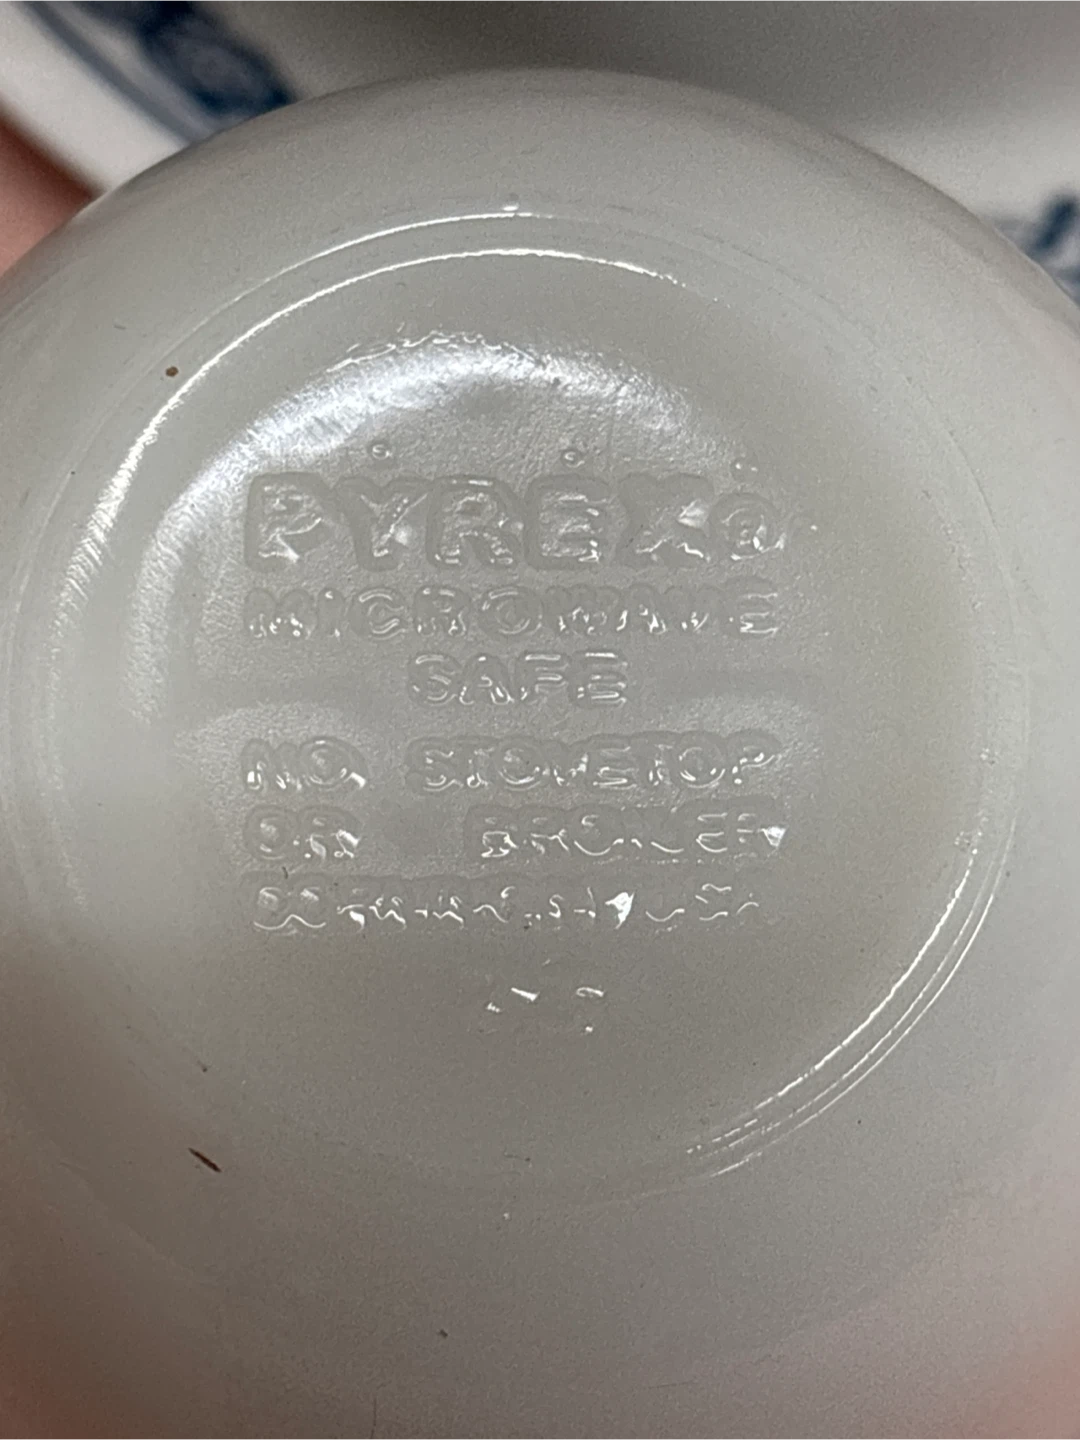 PYREX®
MICROWAVE
SAFE
NO STOVETOP
OR BROILER